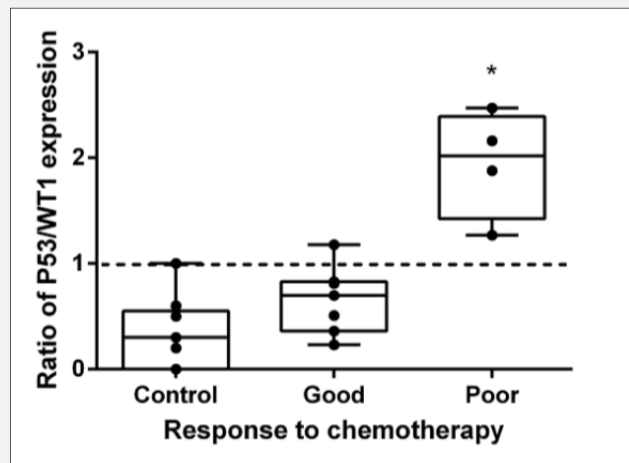 3
*
2
1
0
Ratio of P53/WT1 expression
Control Good Poor
Response to chemotherapy